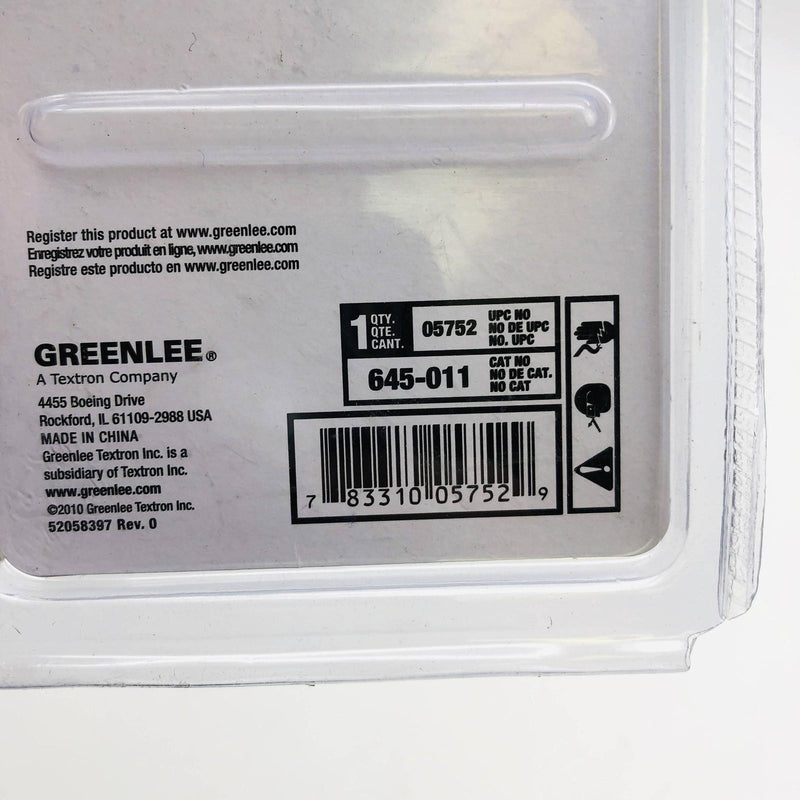 Register this product at www.greenlee.com
Enregistrez votre produit en ligne, www.greenlee.com
Registre este producto en www.greenlee.com
GREENLEE®
A Textron Company
4455 Boeing Drive
Rockford, IL 61109-2988 USA
MADE IN CHINA
Greenlee Textron Inc. is a
subsidiary of Textron Inc.
www.greenlee.com
©2010 Greenlee Textron Inc.
52058397 Rev. 0
1 QTY.
QTE.
CANT.
05752
UPC NO
NO DE UPC
NO. UPC
645-011
CAT NO
NO DE CAT.
NO CAT
7 83310 05752 9